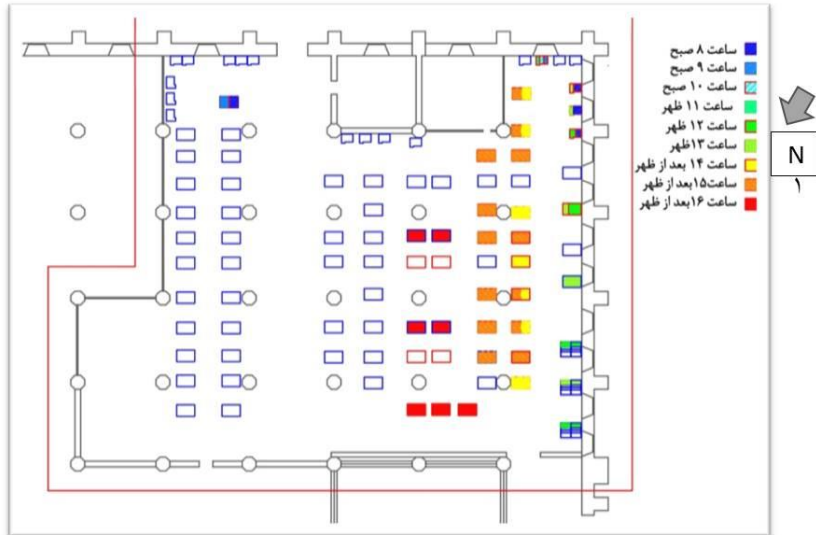 ساعت ۸ صبح
ساعت ۹ صبح
ساعت ۱۰ صبح
ساعت ۱۱ ظهر
ساعت ۱۲ ظهر
ساعت ۱۳ظهر
ساعت ۱۴ بعد از ظهر
ساعت۱۵بعد از ظهر
ساعت ۱۶بعد از ظهر
N
۱